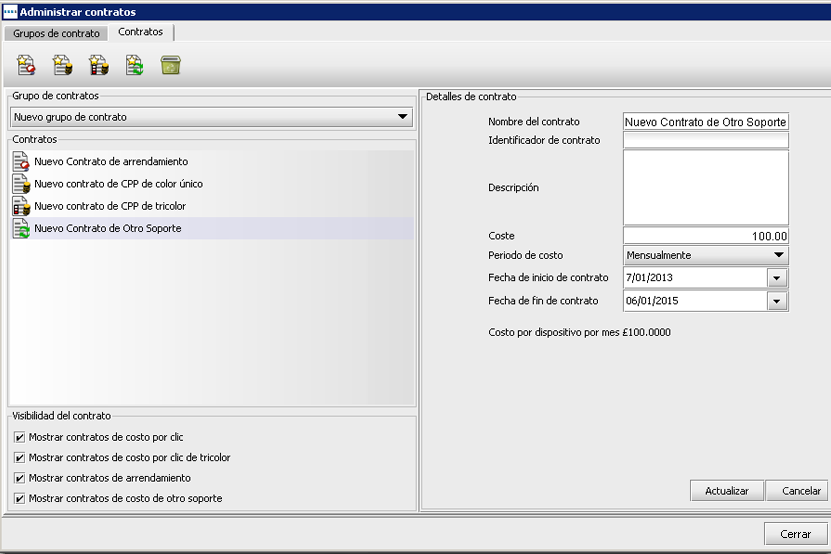 Administrar contratos
Grupos de contrato
Contratos
Grupo de contratos
Nuevo grupo de contrato
Contratos
Nuevo Contrato de arrendamiento
Nuevo contrato de CPP de color único
Nuevo contrato de CPP de tricolor
Nuevo Contrato de Otro Soporte
Visibilidad del contrato
Mostrar contratos de costo por clic
Mostrar contratos de costo por clic de tricolor
Mostrar contratos de arrendamiento
Mostrar contratos de costo de otro soporte
Detalles de contrato
Nombre del contrato Nuevo Contrato de Otro Soporte
Identificador de contrato
Descripción
Coste 100.00
Periodo de costo Mensualmente
Fecha de inicio de contrato 7/01/2013
Fecha de fin de contrato 06/01/2015
Costo por dispositivo por mes £100.0000
Actualizar Cancelar
Cerrar